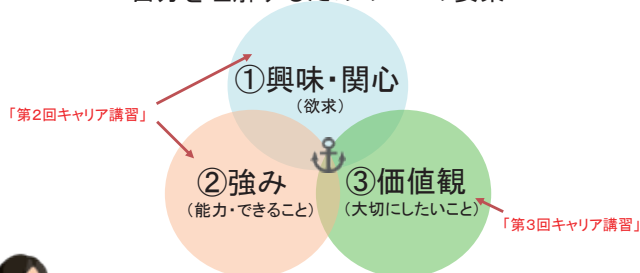 ①興味・関心
(欲求)
「第2回キャリア講習」
②強み
(能力・できること)
③価値観
(大切にしたいこと)
「第3回キャリア講習」